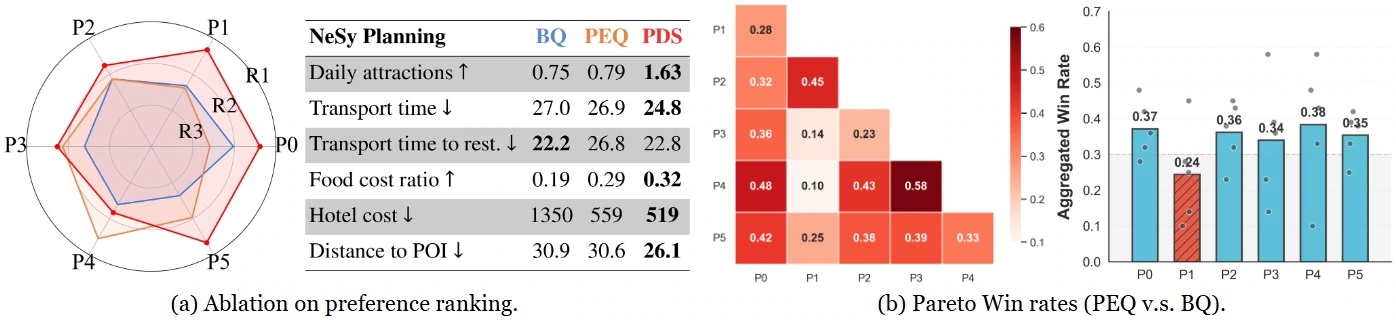 P2
P1
R1
R2
R3
P3
P0
P4
P5
NeSy Planning BQ PEQ PDS
Daily attractions ↑ 0.75 0.79 1.63
Transport time ↓ 27.0 26.9 24.8
Transport time to rest. ↓ 22.2 26.8 22.8
Food cost ratio ↑ 0.19 0.29 0.32
Hotel cost ↓ 1350 559 519
Distance to POI ↓ 30.9 30.6 26.1
(a) Ablation on preference ranking.
P1 0.28
P2 0.32 0.45
P3 0.36 0.14 0.23
P4 0.48 0.10 0.43 0.58
P5 0.42 0.25 0.38 0.39 0.33
P0 P1 P2 P3 P4
0.6
0.5
0.4
0.3
0.2
0.1
Aggregated Win Rate
0.7
0.6
0.5
0.4
0.3
0.2
0.1
0.0
0.37 0.24 0.36 0.34 0.38 0.35
P0 P1 P2 P3 P4 P5
(b) Pareto Win rates (PEQ v.s. BQ).